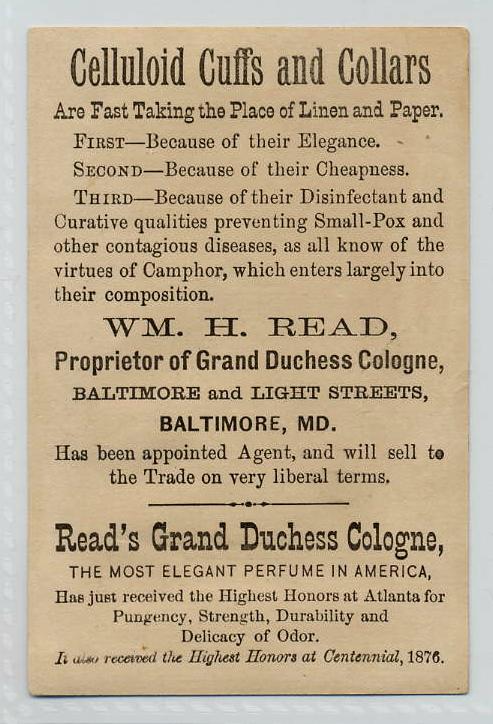 Celluloid Cuffs and Collars
Are Fast Taking the Place of Linen and Paper.
FIRST—Because of their Elegance.
SECOND—Because of their Cheapness.
THIRD—Because of their Disinfectant and
Curative qualities preventing Small-Pox and
other contagious diseases, as all know of the
virtues of Camphor, which enters largely into
their composition.
WM. H. READ,
Proprietor of Grand Duchess Cologne,
BALTIMORE and LIGHT STREETS,
BALTIMORE, MD.
Has been appointed Agent, and will sell to
the Trade on very liberal terms.
Read's Grand Duchess Cologne,
THE MOST ELEGANT PERFUME IN AMERICA,
Has just received the Highest Honors at Atlanta for
Pungency, Strength, Durability and
Delicacy of Odor.
It also received the Highest Honors at Centennial, 1876.